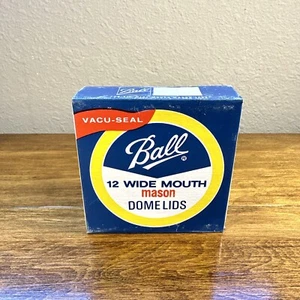 VACU-SEAL
Ball
®
12 WIDE MOUTH
mason
DOME LIDS